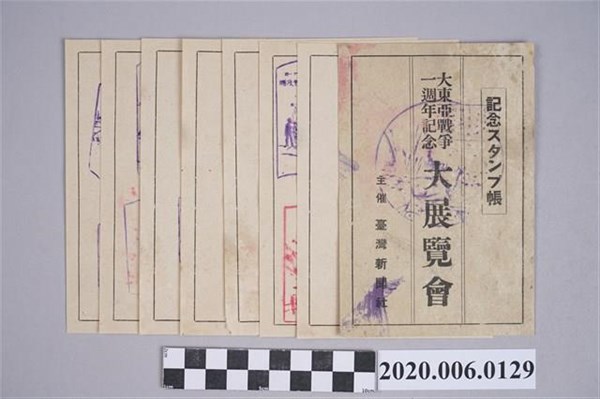 記念スタンプ帳
大東亞戰爭
一週年記念
大展覽會
主催 臺灣新聞社
2020.006.0129